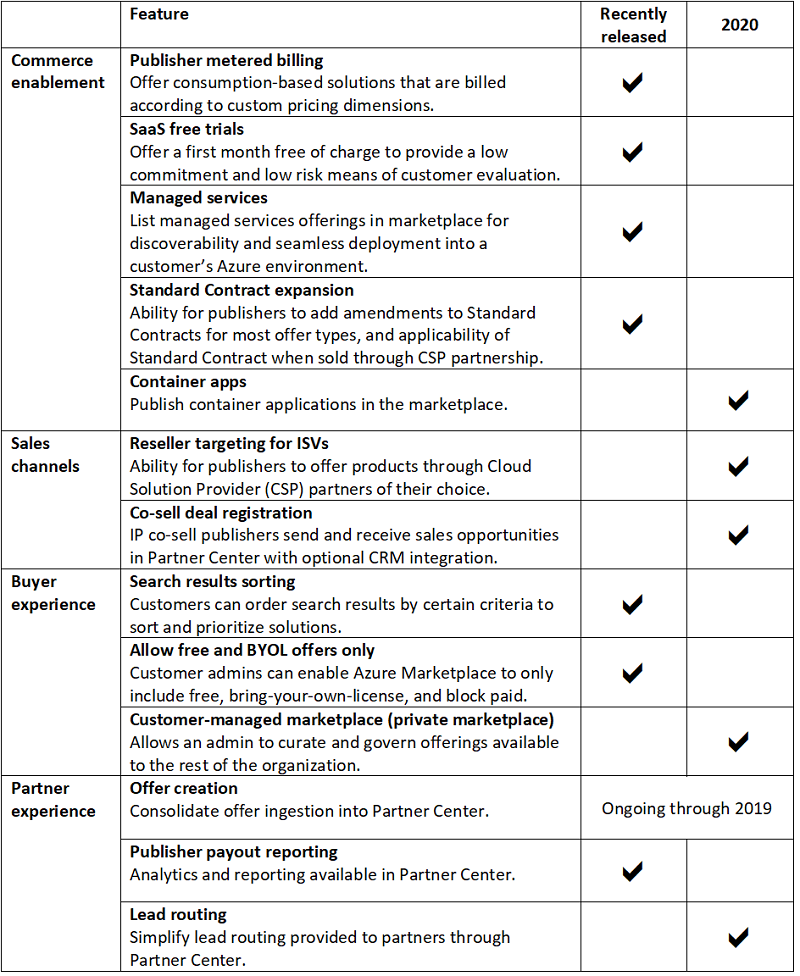 Feature
Recently
released
2020
Commerce
enablement
Publisher metered billing
Offer consumption-based solutions that are billed
according to custom pricing dimensions.
✔
SaaS free trials
Offer a first month free of charge to provide a low
commitment and low risk means of customer evaluation.
✔
Managed services
List managed services offerings in marketplace for
discoverability and seamless deployment into a
customer’s Azure environment.
✔
Standard Contract expansion
Ability for publishers to add amendments to Standard
Contracts for most offer types, and applicability of
Standard Contract when sold through CSP partnership.
✔
Container apps
Publish container applications in the marketplace.
✔
Sales
channels
Reseller targeting for ISVs
Ability for publishers to offer products through Cloud
Solution Provider (CSP) partners of their choice.
✔
Co-sell deal registration
IP co-sell publishers send and receive sales opportunities
in Partner Center with optional CRM integration.
✔
Buyer
experience
Search results sorting
Customers can order search results by certain criteria to
sort and prioritize solutions.
✔
Allow free and BYOL offers only
Customer admins can enable Azure Marketplace to only
include free, bring-your-own-license, and block paid.
✔
Customer-managed marketplace (private marketplace)
Allows an admin to curate and govern offerings available
to the rest of the organization.
✔
Partner
experience
Offer creation
Consolidate offer ingestion into Partner Center.
Ongoing through 2019
Publisher payout reporting
Analytics and reporting available in Partner Center.
✔
Lead routing
Simplify lead routing provided to partners through
Partner Center.
✔